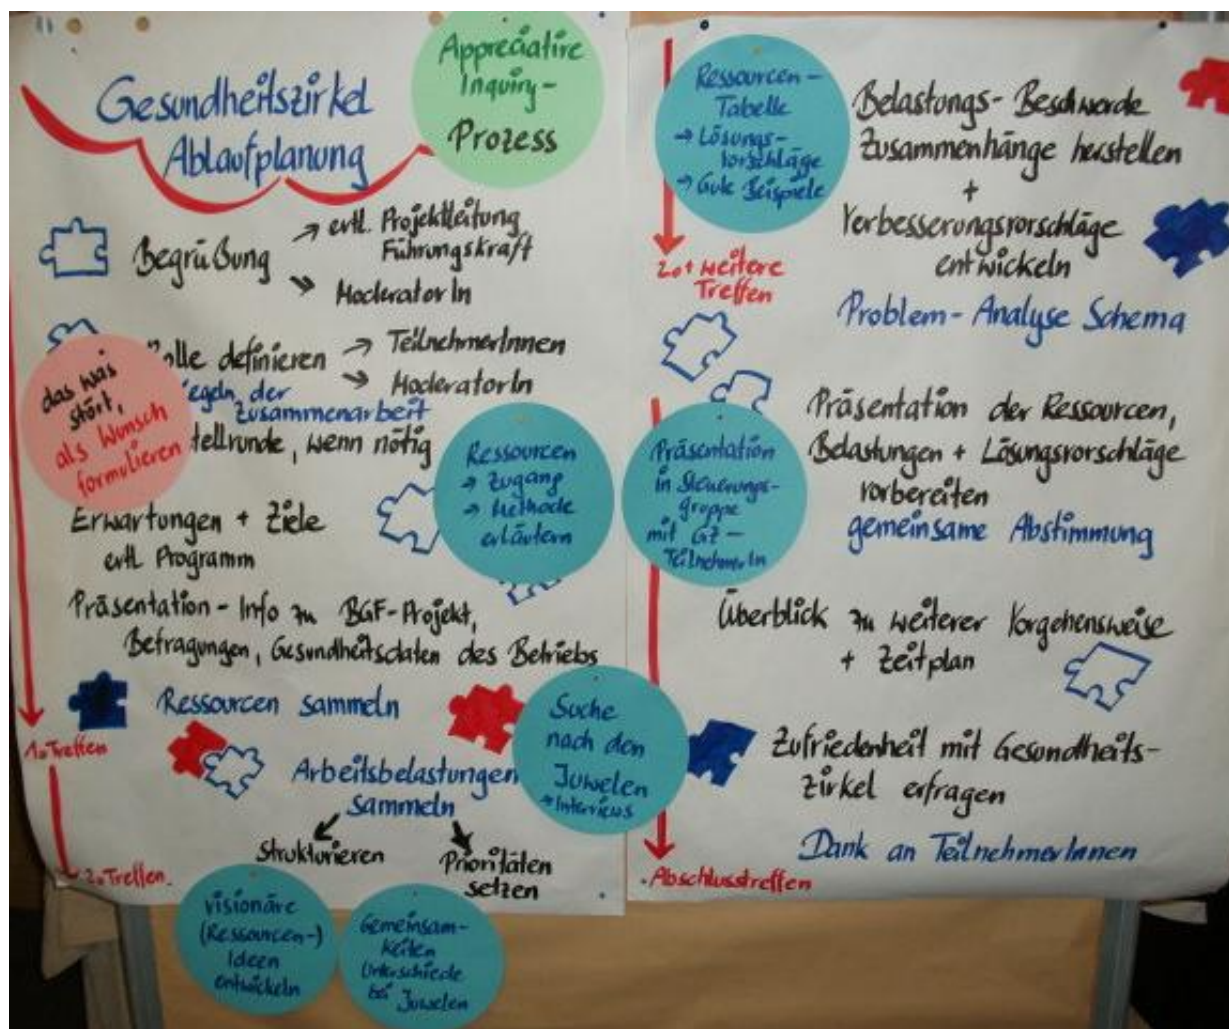 Gesundheitszirkel
Ablaufplanung
Appreciative
Inquiry-
Prozess
Begrüßung
→ evtl. Projektleitung
Führungskraft
→ ModeratorIn
Rolle definieren
→ TeilnehmerInnen
→ ModeratorIn
egeln der
Zusammenarbeit
tellrunde, wenn nötig
das was
stört,
als Wunsch
formulieren
Ressourcen
→ Zugang
→ Methode
erläutern
Erwartungen + Ziele
evtl. Programm
Präsentation - Info zu BGF-Projekt,
Befragungen, Gesundheitsdaten des Betriebs
Ressourcen sammeln
1. Treffen
Arbeitsbelastungen
sammeln
Suche
nach den
Juwelen
→ Interviews
Strukturieren
Prioritäten
setzen
2. Treffen
visionäre
(Ressourcen-)
Ideen
entwickeln
Gemeinsam-
keiten
Unterschiede
bei Juwelen
Ressourcen-
Tabelle
→ Lösungs-
vorschläge
→ Gute Beispiele
Belastungs-Beschwerde
Zusammenhänge herstellen
+
Verbesserungsvorschläge
entwickeln
2. + weitere
Treffen
Problem-Analyse Schema
Präsentation
in Steuerungs-
gruppe
mit GZ-
TeilnehmerIn
Präsentation der Ressourcen,
Belastungen + Lösungsvorschläge
vorbereiten
gemeinsame Abstimmung
Überblick zu weiterer Vorgehensweise
+ Zeitplan
Zufriedenheit mit Gesundheits-
zirkel erfragen
Dank an TeilnehmerInnen
Abschlusstreffen